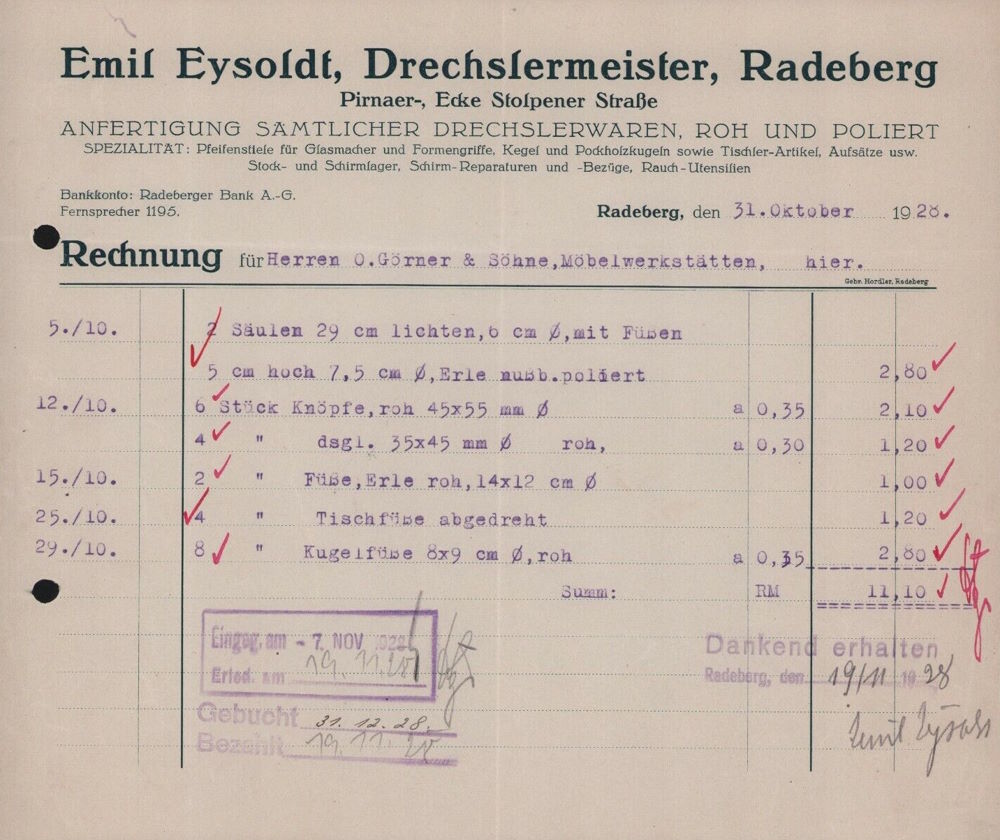 Emil Eysoldt, Drechslermeister, Radeberg
Pirnaer-, Ecke Stolpener Straße
ANFERTIGUNG SÄMTLICHER DRECHSLERWAREN, ROH UND POLIERT
SPEZIALITÄT: Pfeifenstiele für Glasmacher und Formengriffe, Kegel und Pockholzkugeln sowie Tischler-Artikel, Aufsätze usw.
Stock- und Schirmlager, Schirm-Reparaturen und -Bezüge, Rauch-Utensilien
Bankkonto: Radeberger Bank A.-G.
Fernsprecher 1195.
Radeberg, den 31.Oktober 1928.
Rechnung für Herren O.Görner & Söhne,Möbelwerkstätten, hier.
Gebr. Hordler, Radeberg
5./10. 2 Säulen 29 cm lichten,6 cm Ø,mit Füßen
5 cm hoch 7,5 cm Ø,Erle nußb.poliert 2,80
12./10. 6 Stück Knöpfe,roh 45x55 mm Ø a 0,35 2,10
4 " dsgl. 35x45 mm Ø roh, a 0,30 1,20
15./10. 2 " Füße,Erle roh,14x12 cm Ø 1,00
25./10. 4 " Tischfüße abgedreht 1,20
29./10. 8 " Kugelfüße 8x9 cm Ø,roh a 0,35 2,80
Summ: RM 11,10
Eingeg. am - 7. NOV. 1928
Erled. am 19.11.28
Gebucht 31.12.28.
Bezahlt 19.11.28
Dankend erhalten
Radeberg, den 19/11 1928
Emil Eysoldt